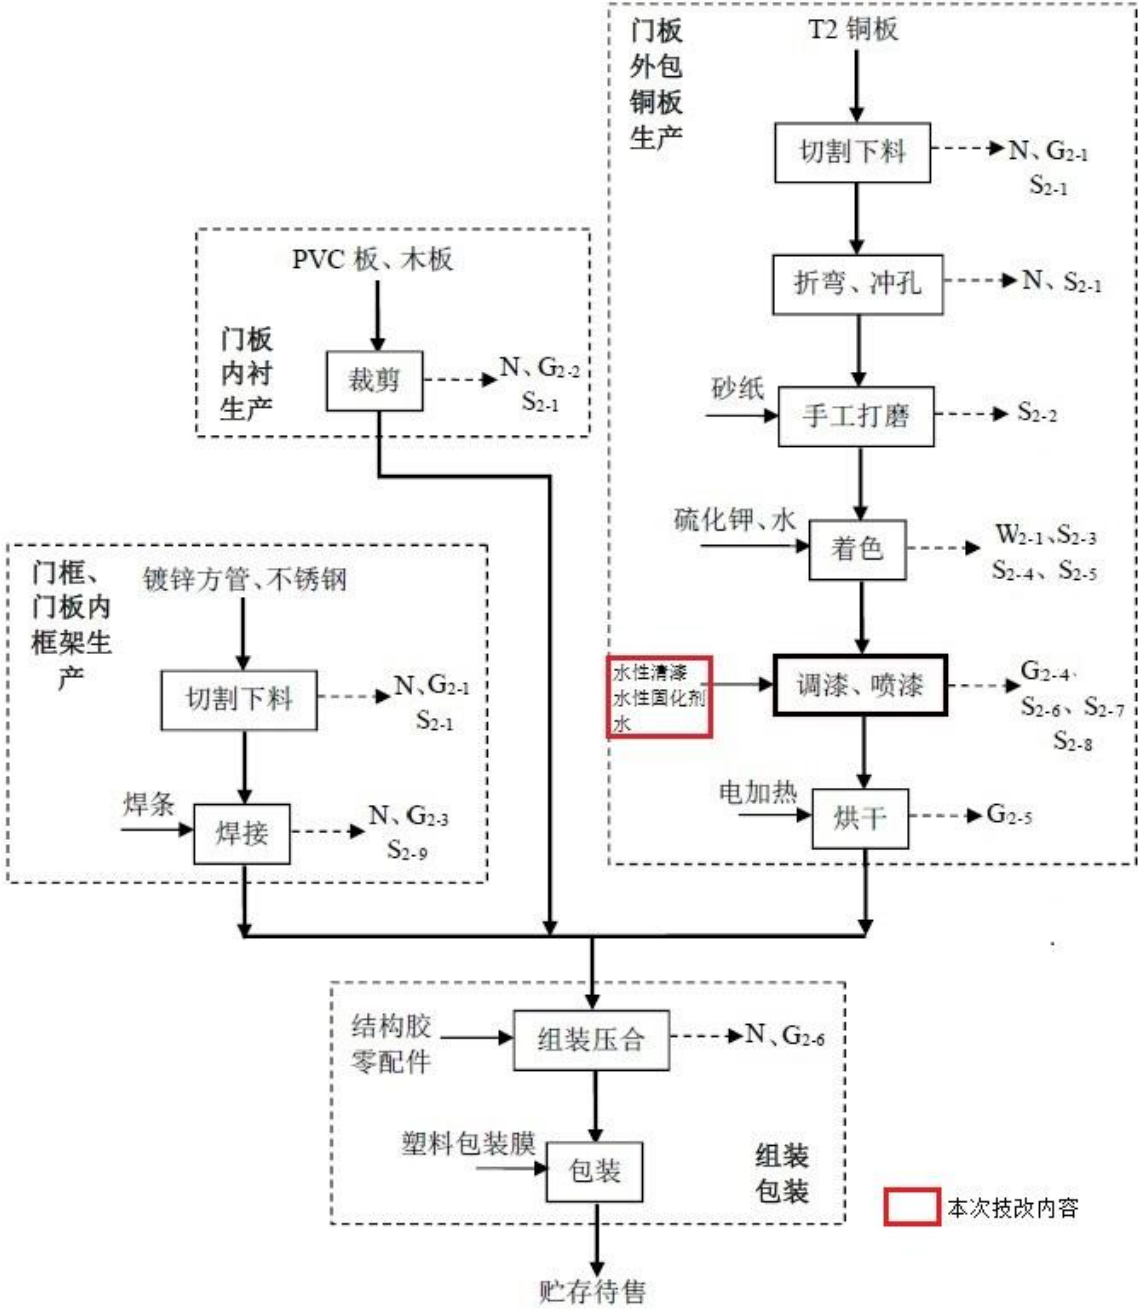 门板
外包
铜板
生产
T2 铜板
切割下料
N、G2-1
S2-1
折弯、冲孔
N、S2-1
砂纸
手工打磨
S2-2
硫化钾、水
着色
W2-1、S2-3
S2-4、S2-5
水性清漆
水性固化剂
水
调漆、喷漆
G2-4、
S2-6、S2-7
S2-8
电加热
烘干
G2-5
PVC 板、木板
门板
内衬
生产
裁剪
N、G2-2
S2-1
门框、
门板内
框架生
产
镀锌方管、不锈钢
切割下料
N、G2-1
S2-1
焊条
焊接
N、G2-3
S2-9
结构胶
零配件
组装压合
N、G2-6
塑料包装膜
包装
组装
包装
本次技改内容
贮存待售